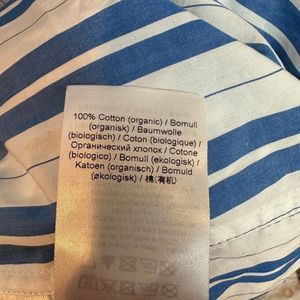 100% Cotton (organic) / Bomull
(organisk) / Baumwolle
(biologisch) / Coton (biologique) /
Органический хлопок / Cotone
(biologico) / Bomull (ekologisk) /
Katoen (organisch) / Bomuld
(økologisk) / 棉(有机)